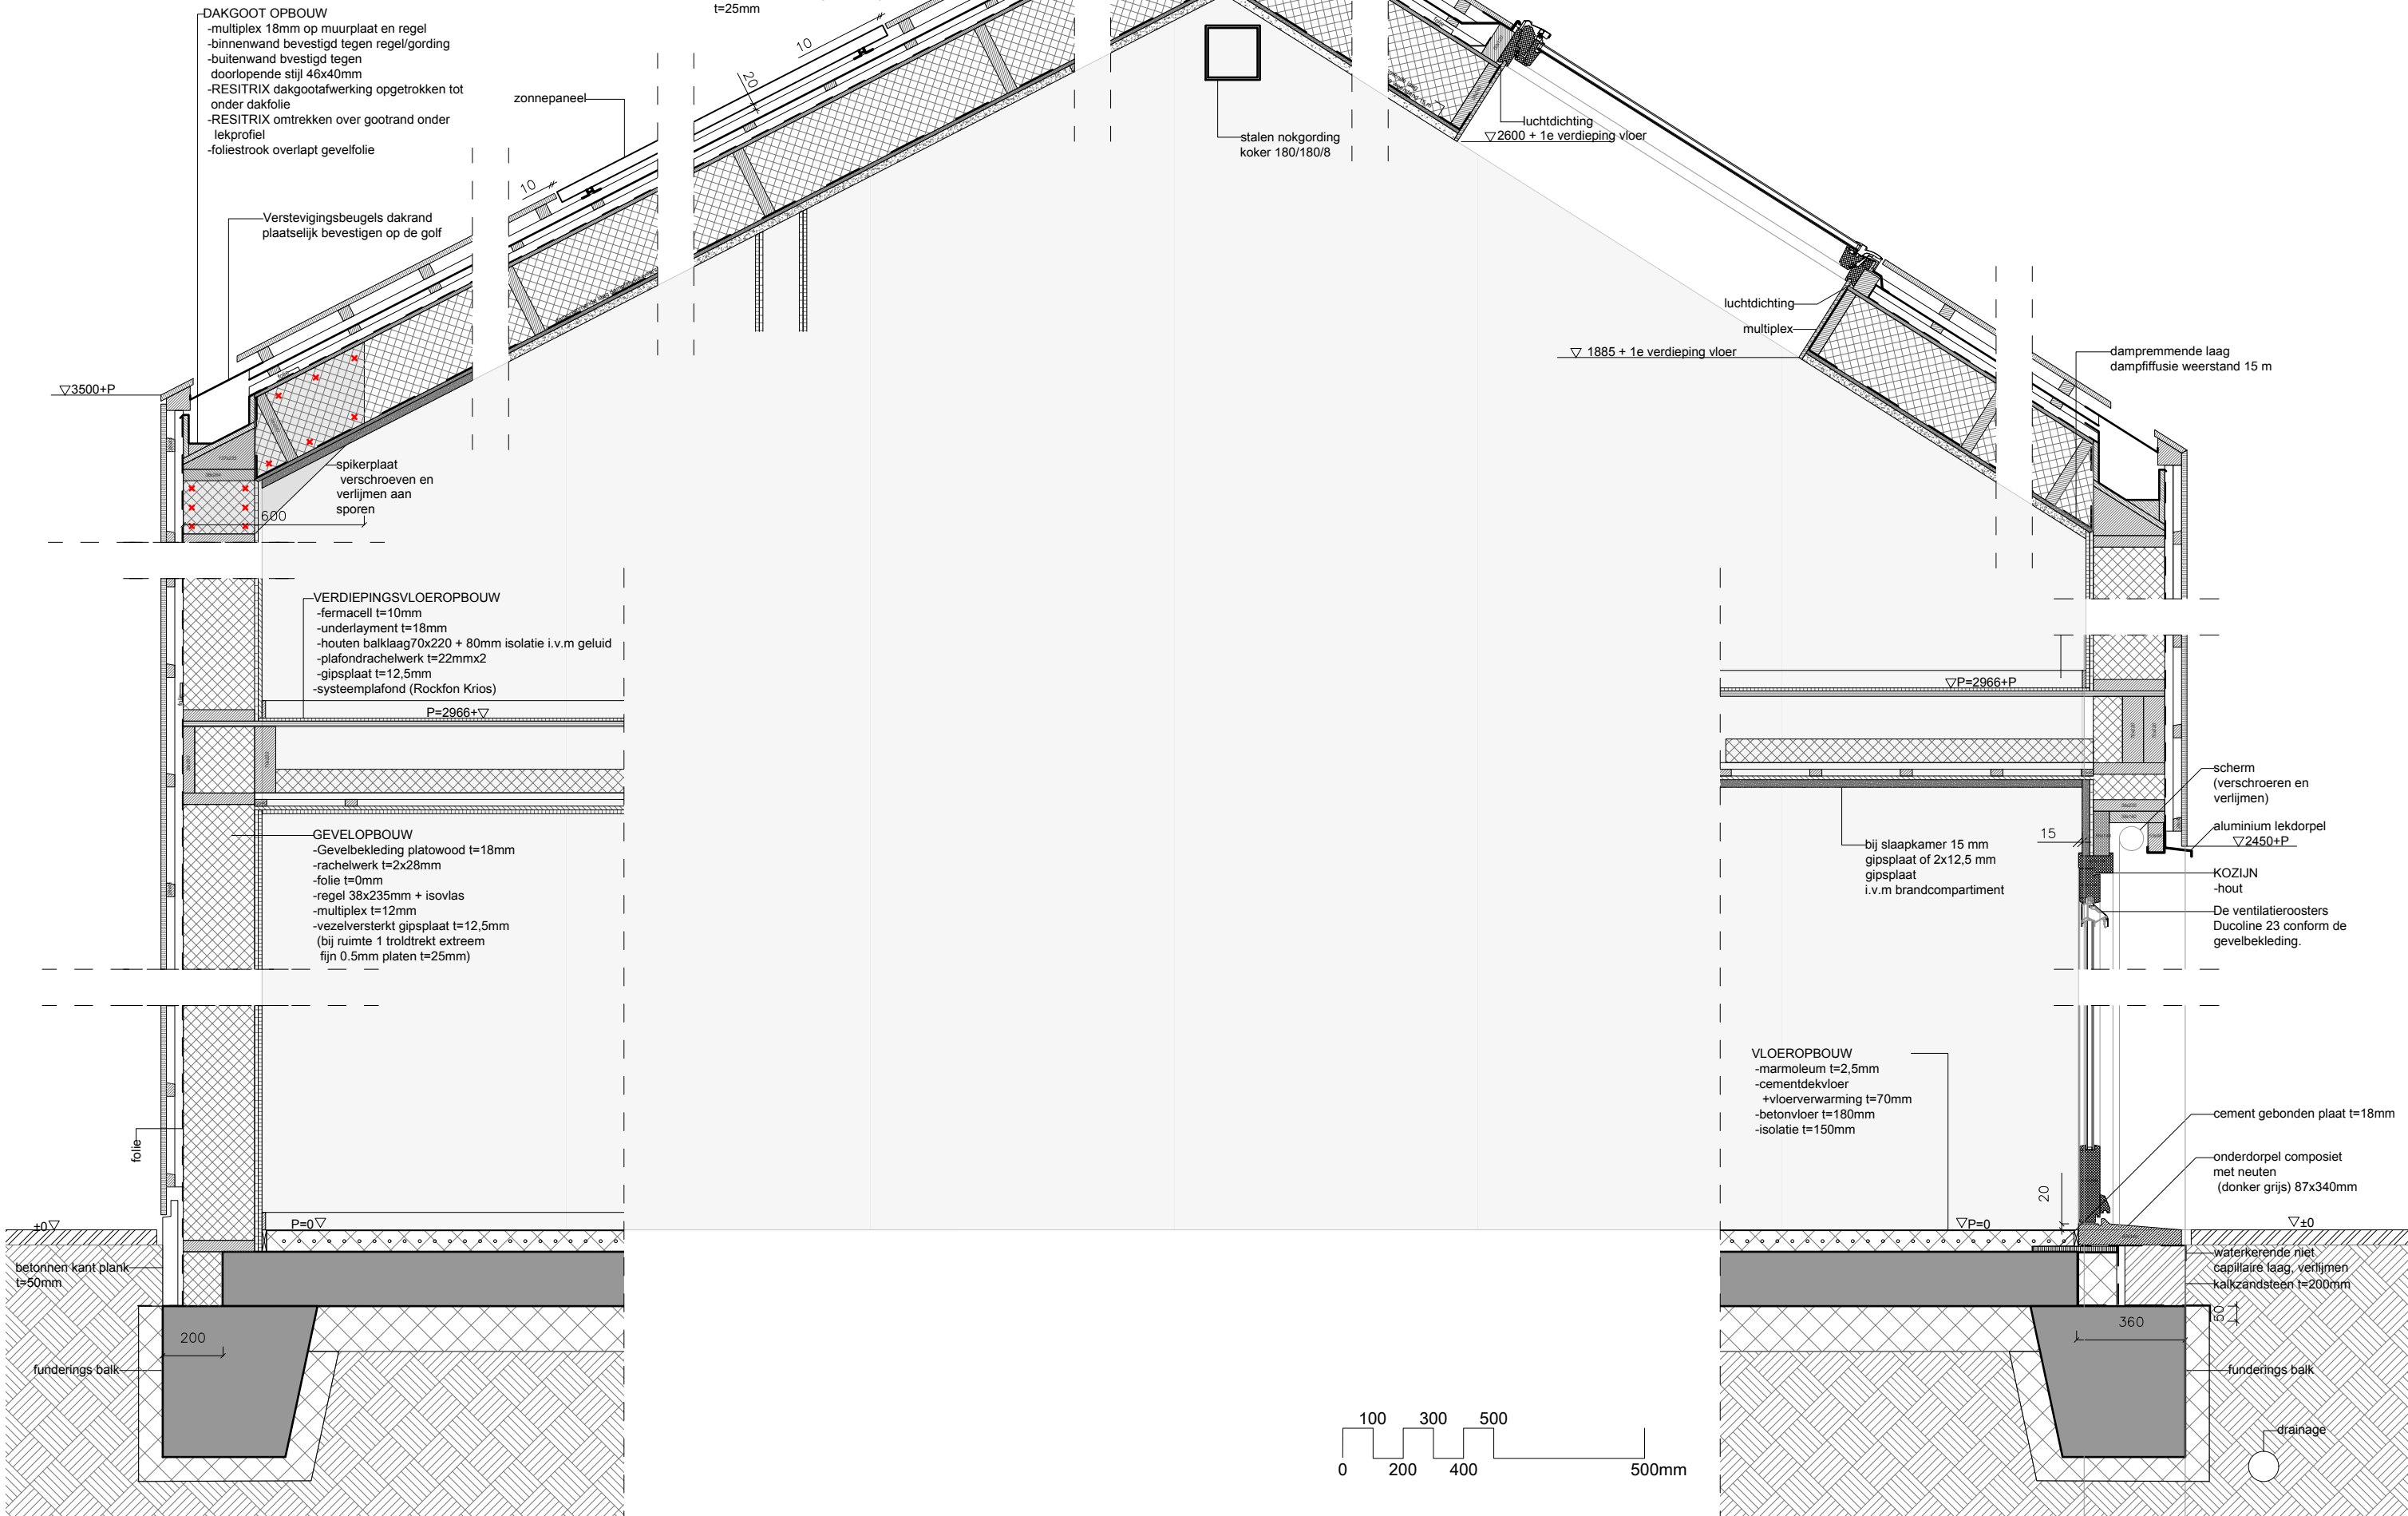 t=25mm
DAKGOOT OPBOUW
-multiplex 18mm op muurplaat en regel
-binnenwand bevestigd tegen regel/gording
-buitenwand bvestigd tegen
doorlopende stijl 46x40mm
-RESITRIX dakgootafwerking opgetrokken tot
onder dakfolie
-RESITRIX omtrekken over gootrand onder
lekprofiel
-foliestrook overlapt gevelfolie
zonnepaneel
10
20
10
Verstevigingsbeugels dakrand
plaatselijk bevestigen op de golf
stalen nokgording
koker 180/180/8
luchtdichting
▽2600 + 1e verdieping vloer
luchtdichting
multiplex
▽ 1885 + 1e verdieping vloer
dampremmende laag
dampfiffusie weerstand 15 m
▽3500+P
spikerplaat
verschroeven en
verlijmen aan
sporen
600
VERDIEPINGSVLOEROPBOUW
-fermacell t=10mm
-underlayment t=18mm
-houten balklaag70x220 + 80mm isolatie i.v.m geluid
-plafondrachelwerk t=22mmx2
-gipsplaat t=12,5mm
-systeemplafond (Rockfon Krios)
P=2966+▽
▽P=2966+P
GEVELOPBOUW
-Gevelbekleding platowood t=18mm
-rachelwerk t=2x28mm
-folie t=0mm
-regel 38x235mm + isovlas
-multiplex t=12mm
-vezelversterkt gipsplaat t=12,5mm
(bij ruimte 1 troldtrekt extreem
fijn 0.5mm platen t=25mm)
bij slaapkamer 15 mm
gipsplaat of 2x12,5 mm
gipsplaat
i.v.m brandcompartiment
15
scherm
(verschroeren en
verlijmen)
aluminium lekdorpel
▽2450+P
KOZIJN
-hout
De ventilatieroosters
Ducoline 23 conform de
gevelbekleding.
VLOEROPBOUW
-marmoleum t=2,5mm
-cementdekvloer
+vloerverwarming t=70mm
-betonvloer t=180mm
-isolatie t=150mm
folie
cement gebonden plaat t=18mm
onderdorpel composiet
met neuten
(donker grijs) 87x340mm
20
±0▽
P=0▽
▽P=0
▽±0
betonnen kant plank
t=50mm
waterkerende niet
capillaire laag, verlijmen
kalkzandsteen t=200mm
50
200
360
funderings balk
funderings balk
drainage
100 300 500
0 200 400 500mm